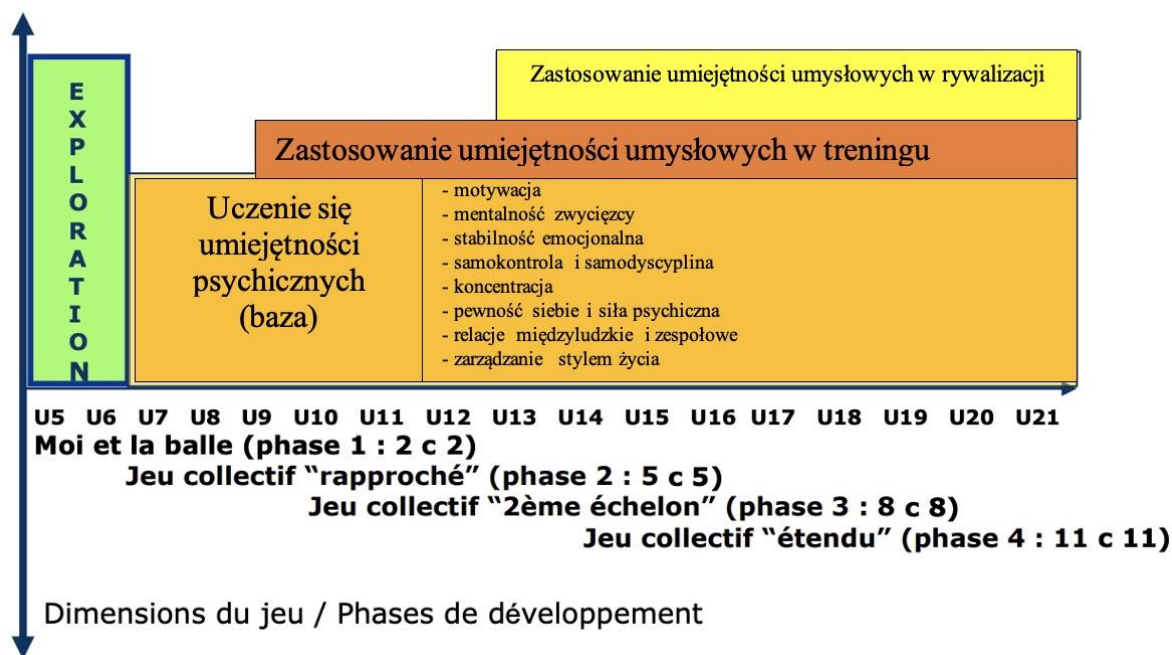 EXPLORATION
Zastosowanie umiejętności umysłowych w rywalizacji
Zastosowanie umiejętności umysłowych w treningu
Uczenie się
umiejętności
psychicznych
(baza)
- motywacja
- mentalność zwycięzcy
- stabilność emocjonalna
- samokontrola i samodyscyplina
- koncentracja
- pewność siebie i siła psychiczna
- relacje międzyludzkie i zespołowe
- zarządzanie stylem życia
U5 U6 U7 U8 U9 U10 U11 U12 U13 U14 U15 U16 U17 U18 U19 U20 U21
Moi et la balle (phase 1 : 2 c 2)
Jeu collectif “rapproché” (phase 2 : 5 c 5)
Jeu collectif “2ème échelon” (phase 3 : 8 c 8)
Jeu collectif “étendu” (phase 4 : 11 c 11)
Dimensions du jeu / Phases de développement